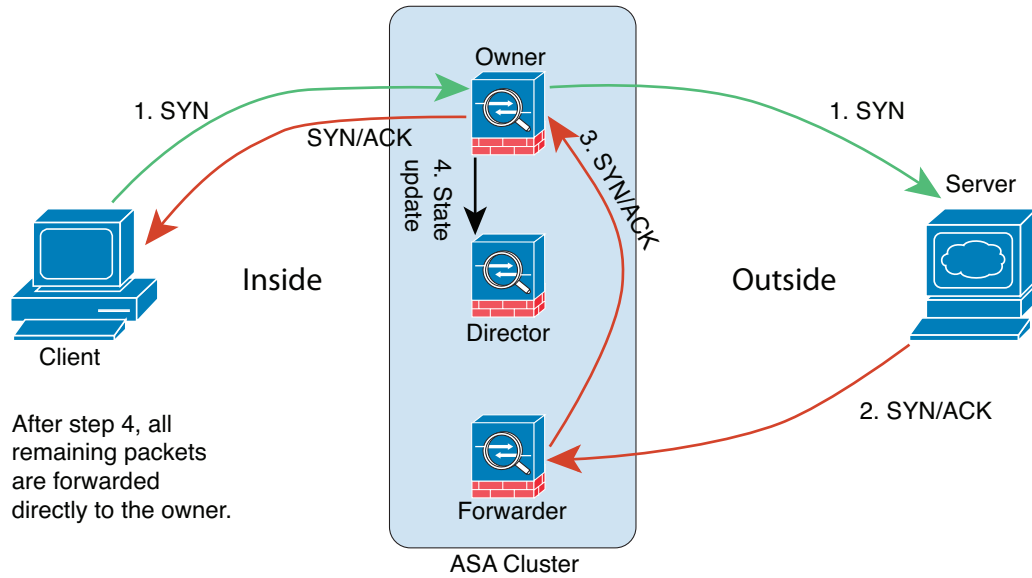 Owner
1. SYN
1. SYN
SYN/ACK
3. SYN/ACK
4. State
update
Server
Inside
Outside
Director
Client
2. SYN/ACK
After step 4, all
remaining packets
are forwarded
directly to the owner.
Forwarder
ASA Cluster